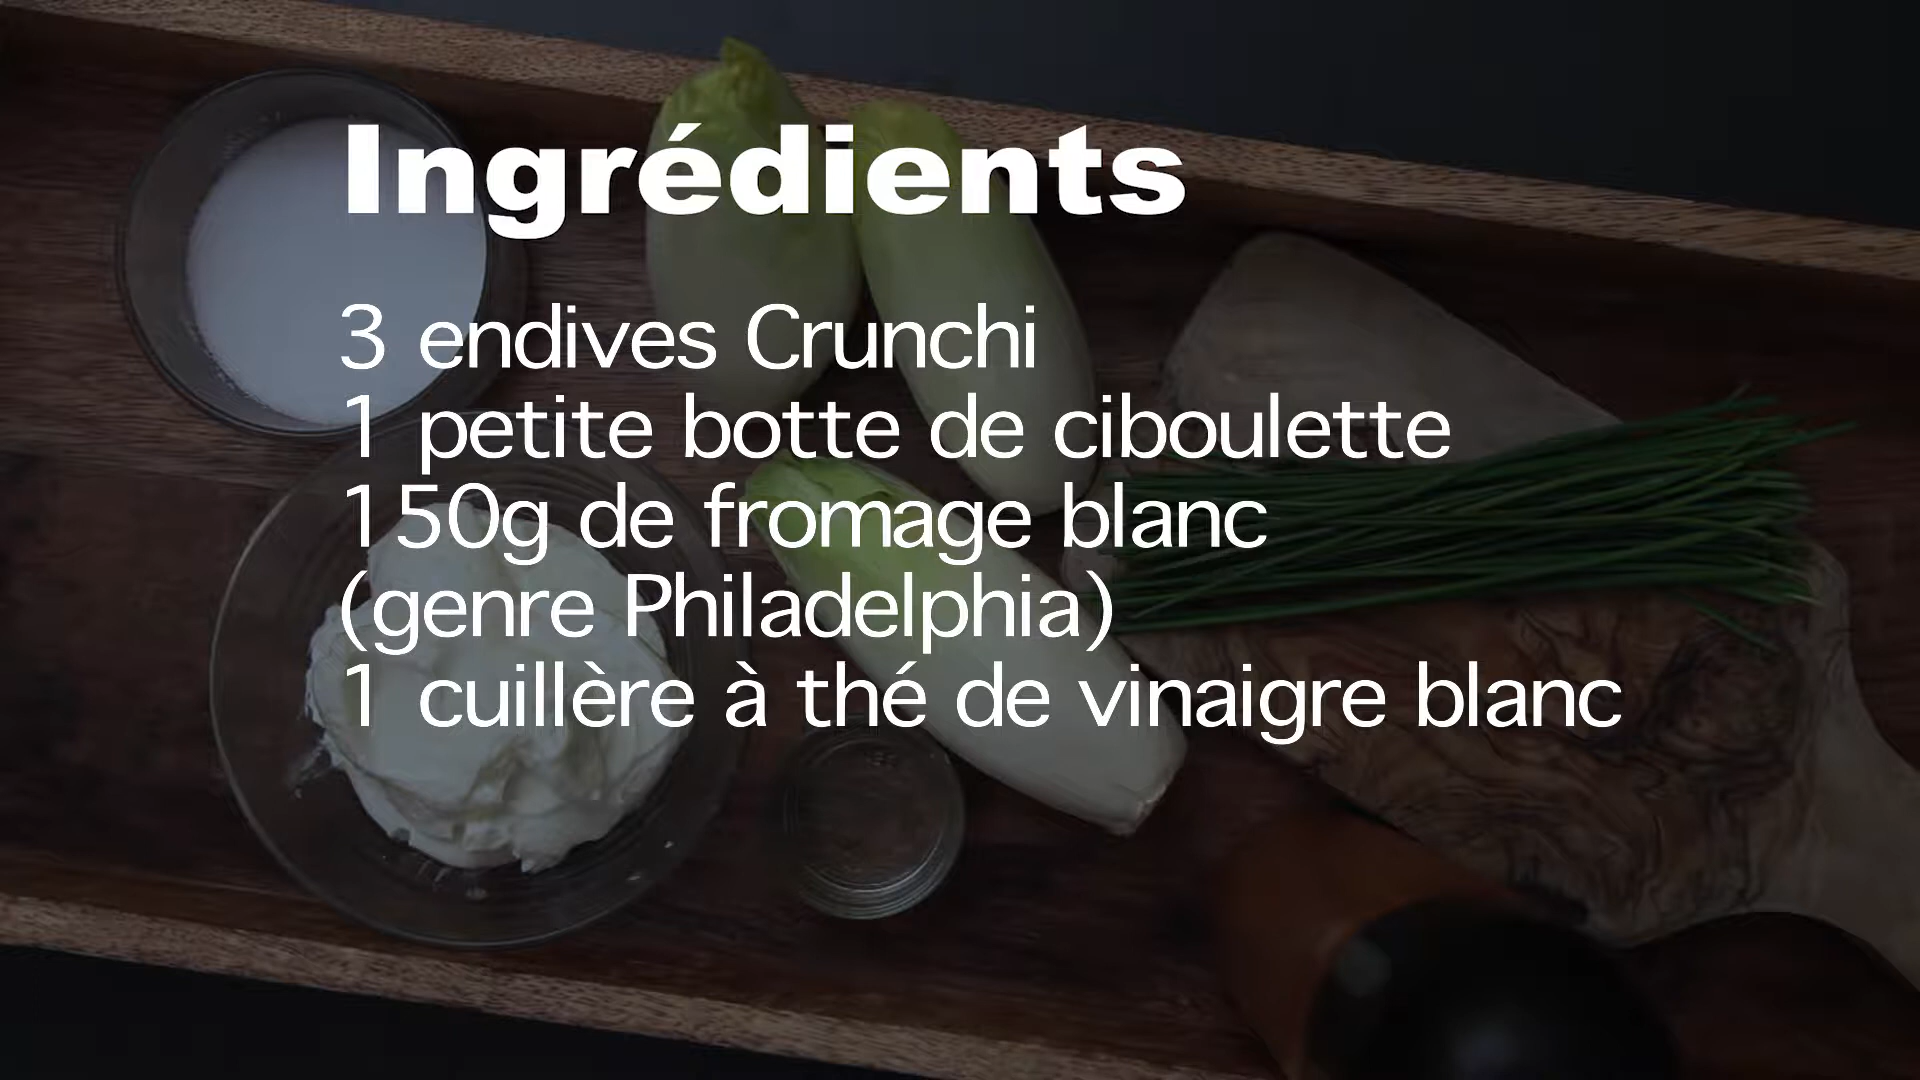 Ingrédients
3 endives Crunchi
1 petite botte de ciboulette
150g de fromage blanc
(genre Philadelphia)
1 cuillère à thé de vinaigre blanc